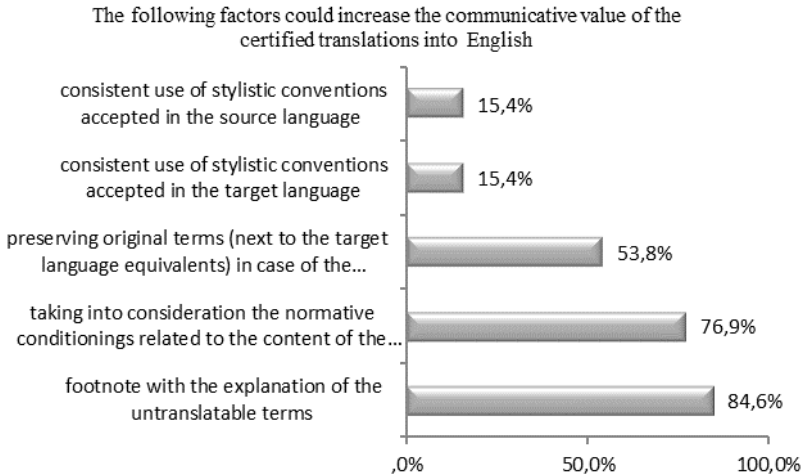 The following factors could increase the communicative value of the
certified translations into English
consistent use of stylistic conventions
accepted in the source language
15,4%
consistent use of stylistic conventions
accepted in the target language
15,4%
preserving original terms (next to the target
language equivalents) in case of the...
53,8%
taking into consideration the normative
conditionings related to the content of the...
76,9%
footnote with the explanation of the
untranslatable terms
84,6%
,0% 50,0% 100,0%